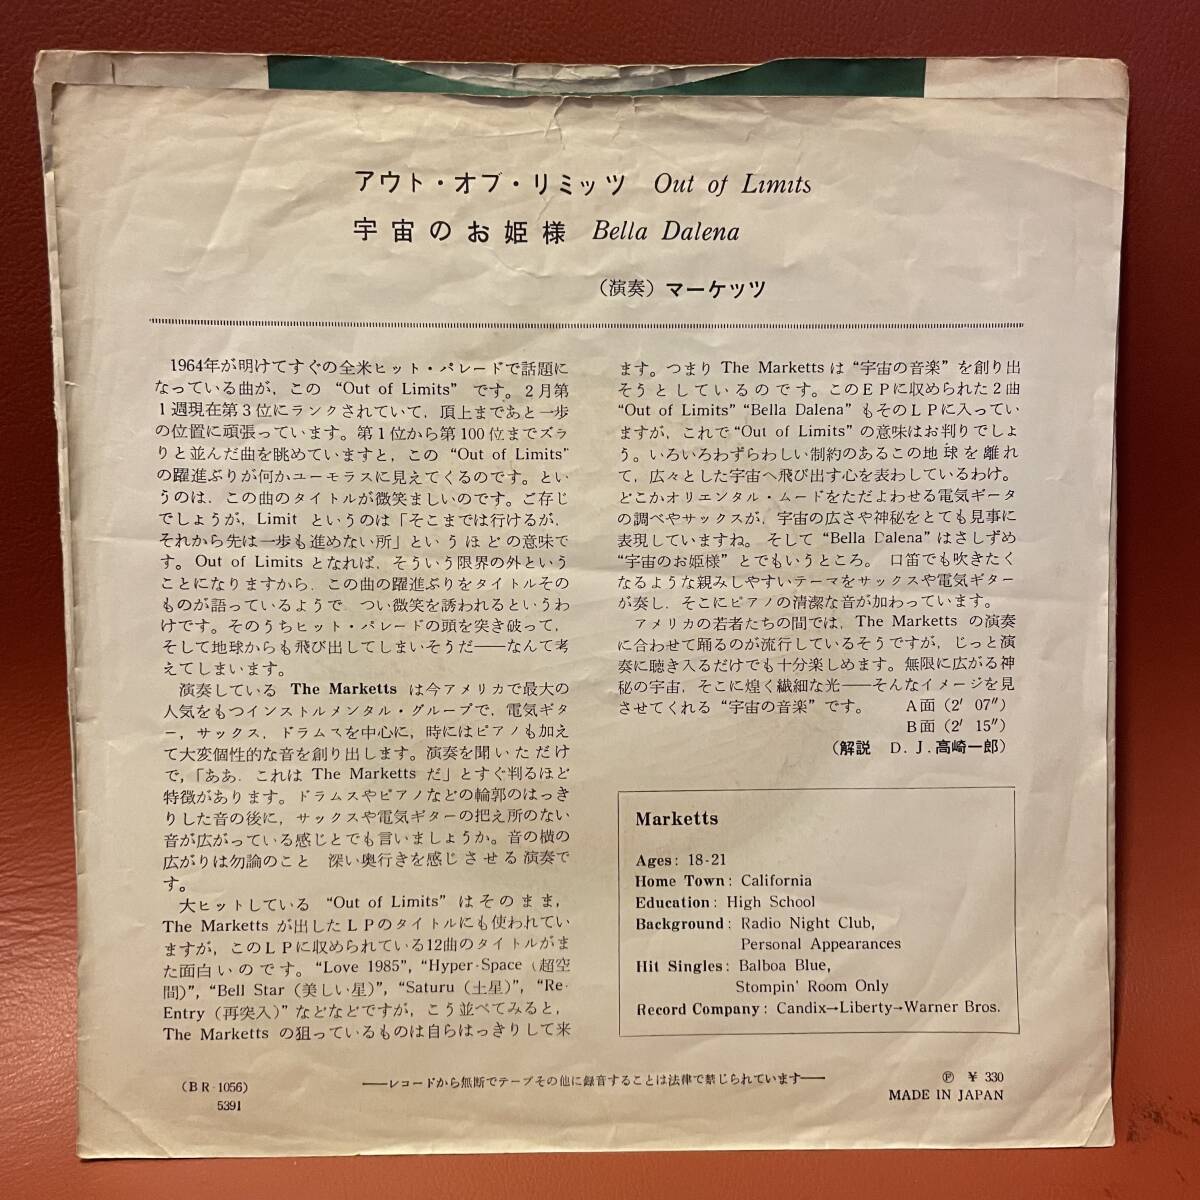 アウト・オブ・リミッツ Out of Limits
宇宙のお姫様 Bella Dalena
(演奏) マーケッツ
1964年が明けてすぐの全米ヒット・パレードで話題に
なっている曲が、この “Out of Limits” です。2月第
1週現在第3位にランクされていて、頂上まであと一歩
の位置に頑張っています。第1位から第100位までズラ
りと並んだ曲を眺めていますと、この “Out of Limits”
の躍進ぶりが何かユーモラスに見えてくるのです。とい
うのは、この曲のタイトルが微笑ましいのです。ご存じ
でしょうが、Limit というのは「そこまでは行けるが、
それから先は一歩も進めない所」というほどの意味で
す。Out of Limits となれば、そういう限界の外という
ことになりますから、この曲の躍進ぶりをタイトルその
ものが語っているようで つい微笑を誘われるというわ
けです。そのうちヒット・パレードの頭を突き破って、
そして地球からも飛び出してしまいそうだ——なんて考
えてしまいます。
演奏している The Marketts は今アメリカで最大の
人気をもつインストルメンタル・グループで、電気ギタ
ー、サックス、ドラムスを中心に、時にはピアノも加え
て大変個性的な音を創り出します。演奏を聞いただけ
で、「ああ、これは The Marketts だ」とすぐ判るほど
特徴があります。ドラムスやピアノなどの輪郭のはっき
りした音の後に、サックスや電気ギターの把え所のない
音が広がっている感じとでも言いましょうか。音の横の
広がりは勿論のこと 深い奥行きを感じさせる演奏で
す。
大ヒットしている “Out of Limits” はそのまま、
The Marketts が出したLPのタイトルにも使われてい
ますが、このLPに収められている12曲のタイトルがま
た面白いのです。“Love 1985”, “Hyper-Space (超空
間)”, “Bell Star (美しい星)”, “Saturu (土星)”, “Re-
Entry (再突入)” などなどですが、こう並べてみると、
The Marketts の狙っているものは自らはっきりして来
ます。つまり The Marketts は “宇宙の音楽” を創り出
そうとしているのです。このEPに収められた2曲
“Out of Limits” “Bella Dalena” もそのLPに入ってい
ますが、これで “Out of Limits” の意味はお判りでしょ
う。いろいろわずらわしい制約のあるこの地球を離れ
て、広々とした宇宙へ飛び出す心を表わしているわけ。
どこかオリエンタル・ムードをただよわせる電気ギータ
の調べやサックスが、宇宙の広さや神秘をとても見事に
表現していますね。そして “Bella Dalena” はさしずめ
“宇宙のお姫様” とでもいうところ。口笛でも吹きたく
なるような親みしやすいテーマをサックスや電気ギター
が奏し、そこにピアノの清潔な音が加わっています。
アメリカの若者たちの間では、The Marketts の演奏
に合わせて踊るのが流行しているそうですが、じっと演
奏に聴き入るだけでも十分楽しめます。無限に広がる神
秘の宇宙、そこに煌く繊細な光——そんなイメージを見
させてくれる “宇宙の音楽” です。 A面 (2′ 07″)
B面 (2′ 15″)
(解説 D. J. 高崎一郎)
Marketts
Ages: 18-21
Home Town: California
Education: High School
Background: Radio Night Club,
Personal Appearances
Hit Singles: Balboa Blue,
Stompin' Room Only
Record Company: Candix→Liberty→Warner Bros.
(BR-1056)
5391
——レコードから無断でテープその他に録音することは法律で禁じられています——
Ⓟ ¥ 330
MADE IN JAPAN